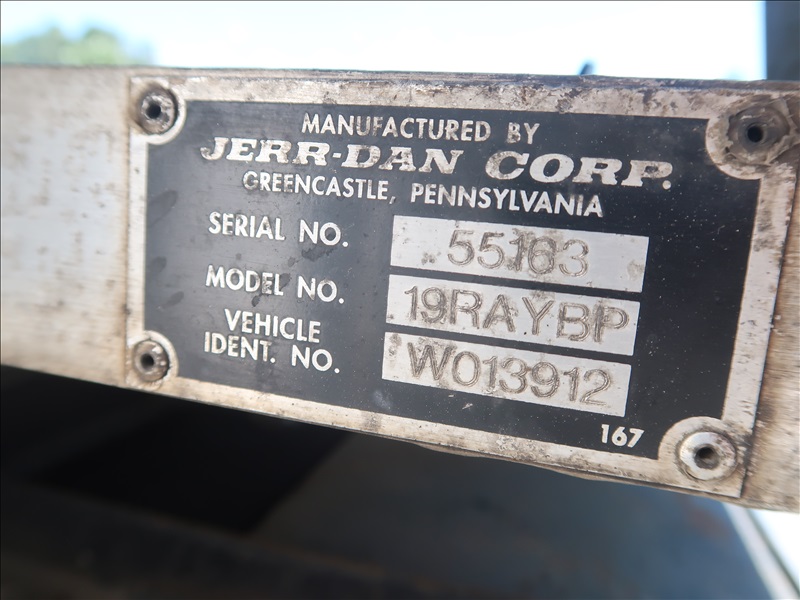 MANUFACTURED BY
JERR-DAN CORP.
GREENCASTLE, PENNSYLVANIA
SERIAL NO. 55163
MODEL NO. 19RAYBP
VEHICLE
IDENT. NO. W013912
167